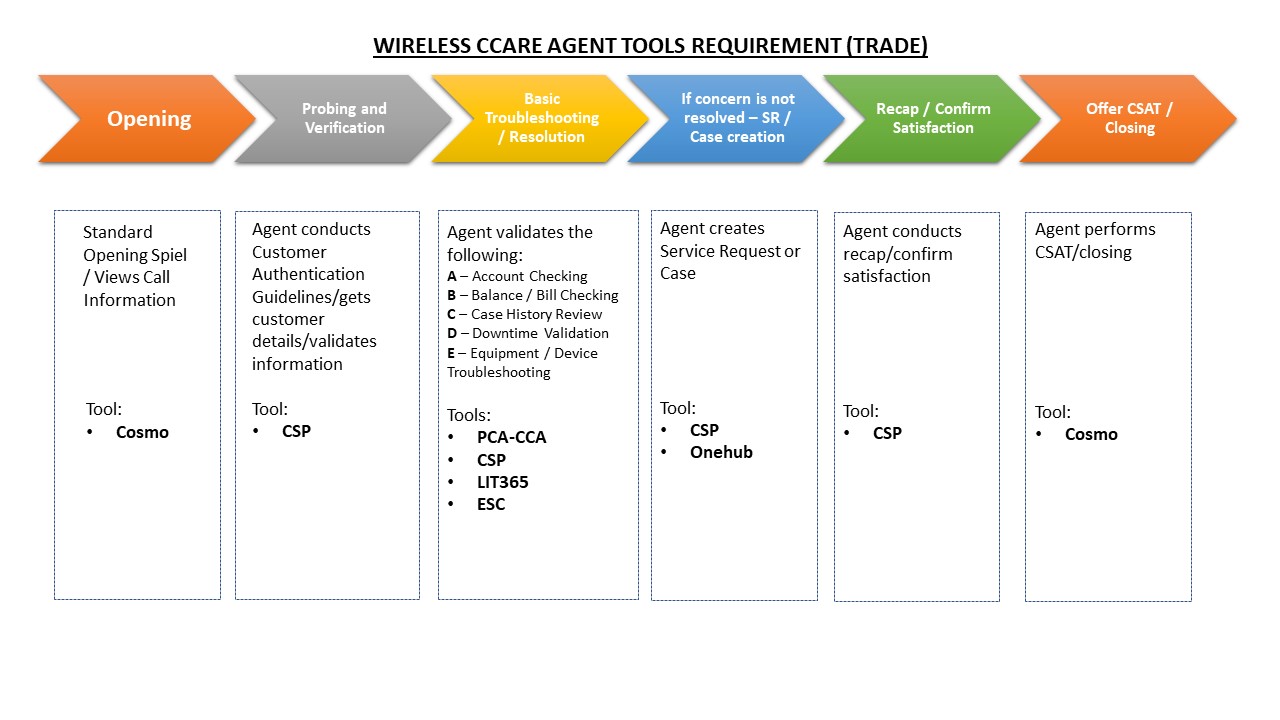 WIRELESS CCARE AGENT TOOLS REQUIREMENT (TRADE)
Opening
Probing and
Verification
Basic
Troubleshooting
/ Resolution
If concern is not
resolved – SR /
Case creation
Recap / Confirm
Satisfaction
Offer CSAT /
Closing
Standard
Opening Spiel
/ Views Call
Information
Tool:
• Cosmo
Agent conducts
Customer
Authentication
Guidelines/gets
customer
details/validates
information
Tool:
• CSP
Agent validates the
following:
A – Account Checking
B – Balance / Bill Checking
C – Case History Review
D – Downtime Validation
E – Equipment / Device
Troubleshooting
Tools:
• PCA-CCA
• CSP
• LIT365
• ESC
Agent creates
Service Request or
Case
Tool:
• CSP
• Onehub
Agent conducts
recap/confirm
satisfaction
Tool:
• CSP
Agent performs
CSAT/closing
Tool:
• Cosmo